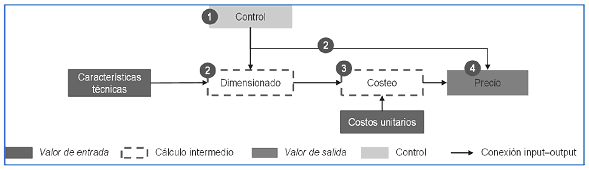 1 Control
2
Características
técnicas
2 Dimensionado
3 Costeo
4 Precio
Costos unitarios
Valor de entrada
Cálculo intermedio
Valor de salida
Control
Conexión input–output